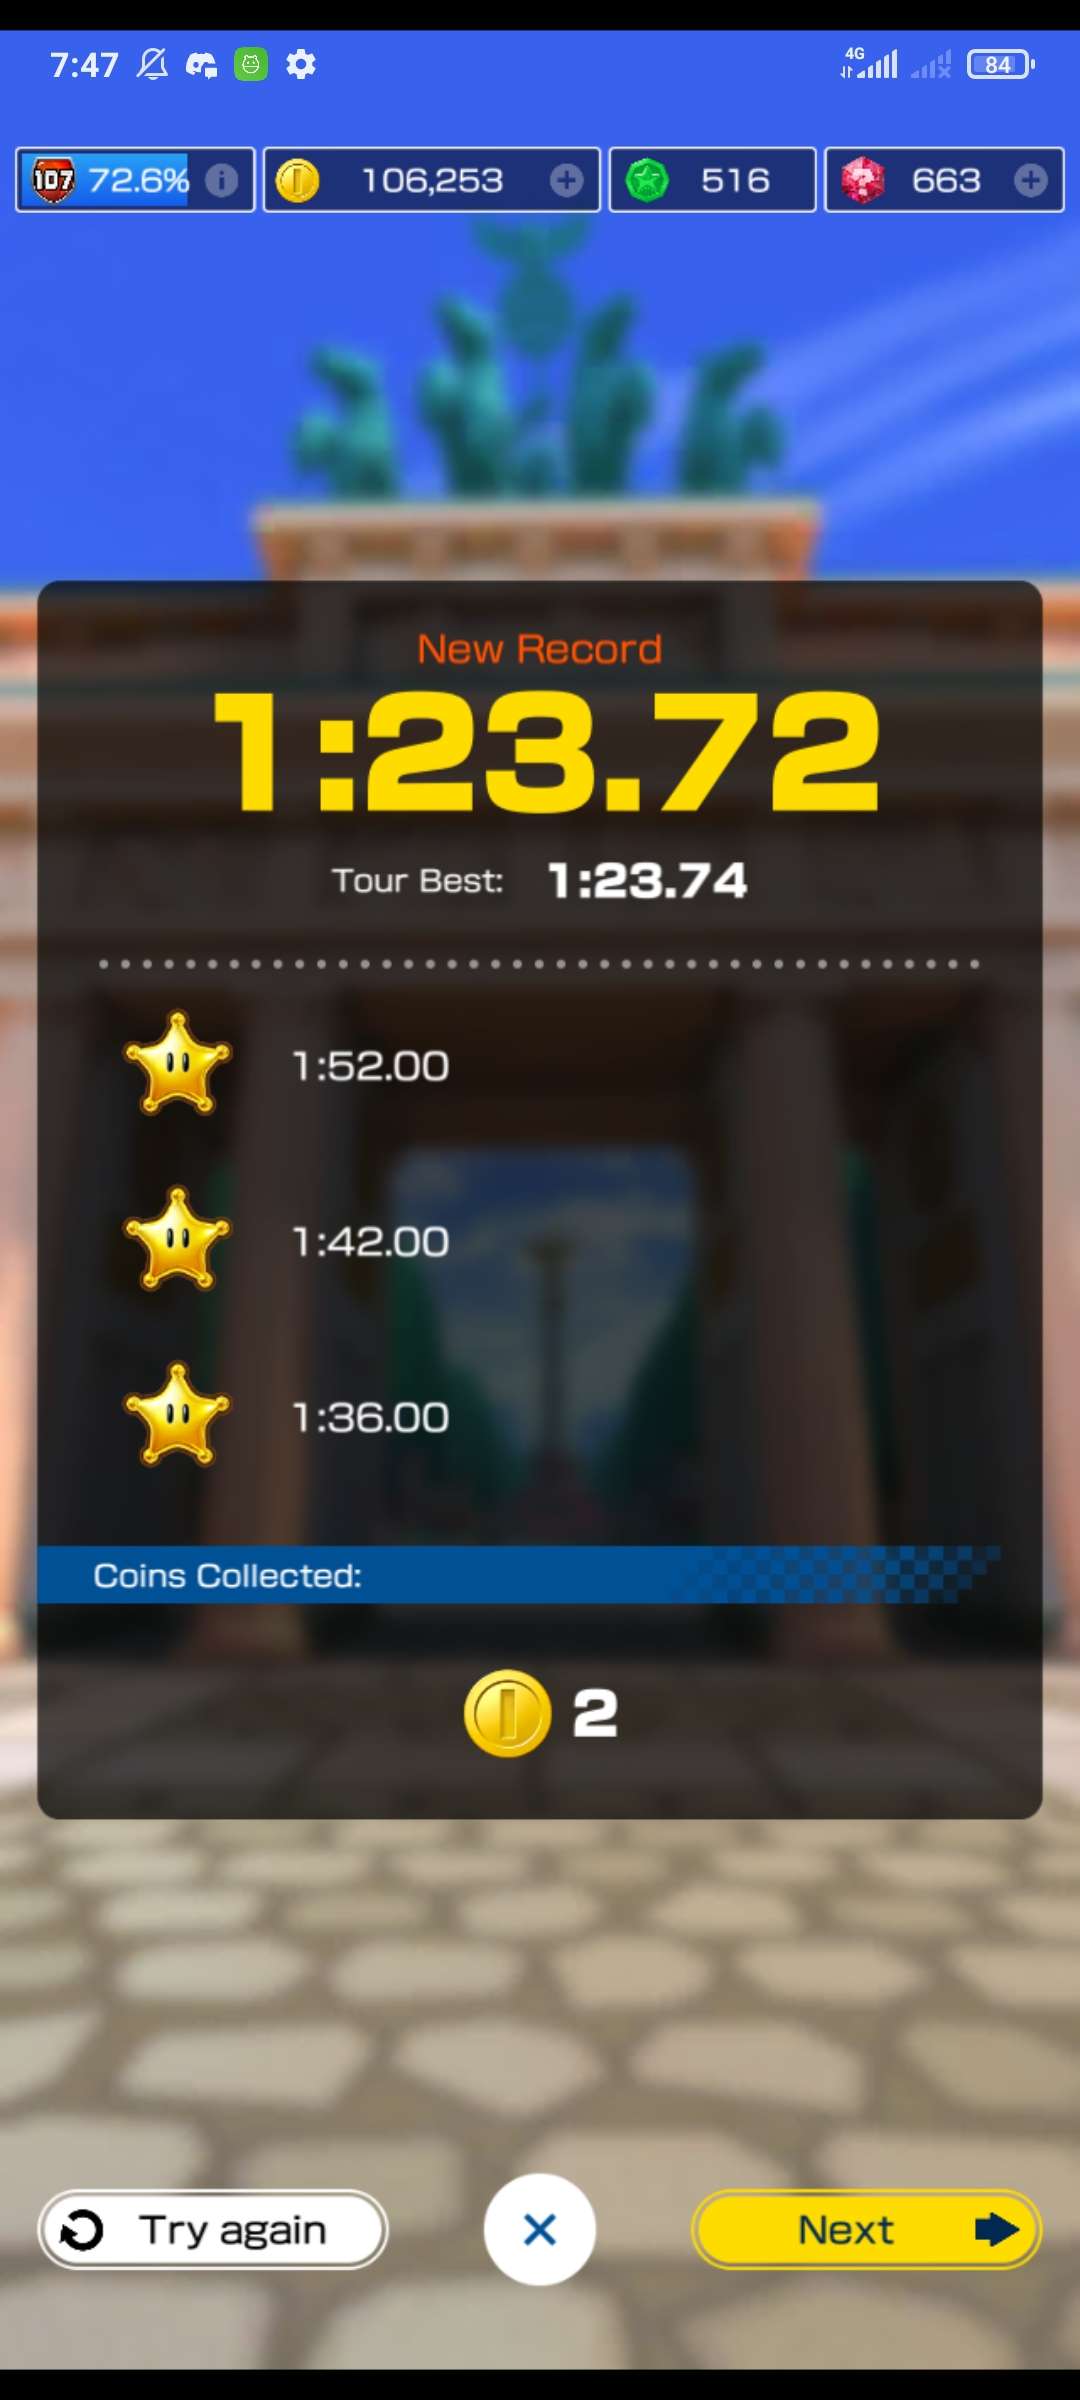 7:47 4G 84
107 72.6% 106,253 516 663
New Record
1:23.72
Tour Best: 1:23.74
1:52.00
1:42.00
1:36.00
Coins Collected:
2
Try again Next